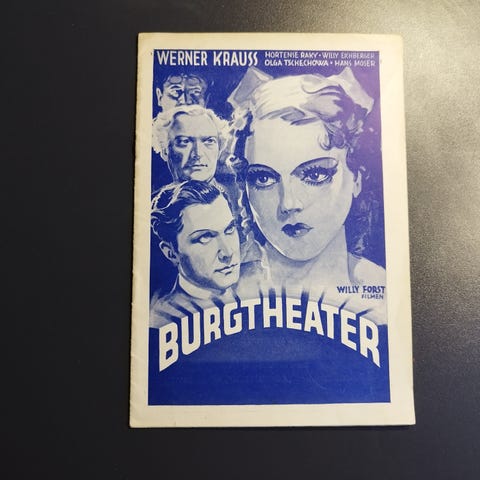 WERNER KRAUSS
HORTENSE RAKY · WILLY EICHBERGER
OLGA TSCHECHOWA · HANS MOSER
WILLY FORST
FILMEN
BURGTHEATER